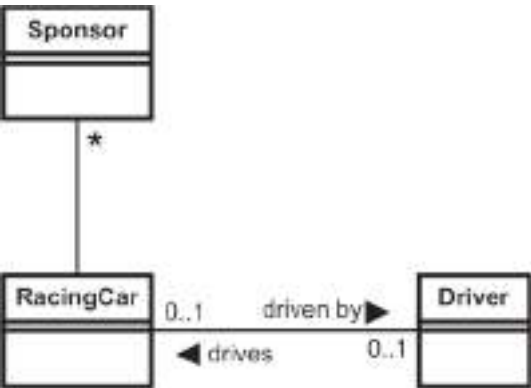 Sponsor
*
RacingCar
0..1
driven by
Driver
drives
0..1